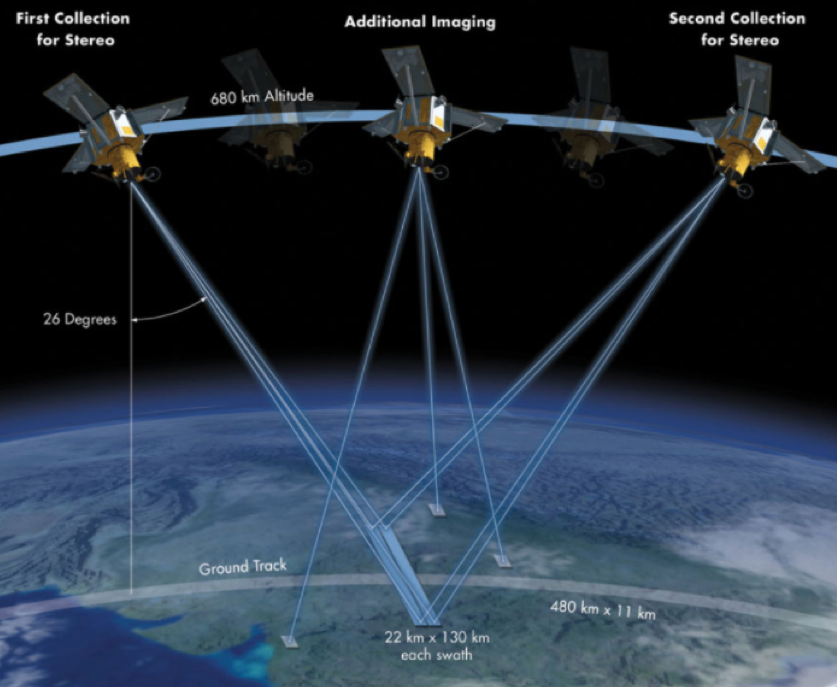 First Collection
for Stereo
Additional Imaging
Second Collection
for Stereo
680 km Altitude
26 Degrees
Ground Track
480 km x 11 km
22 km x 130 km
each swath